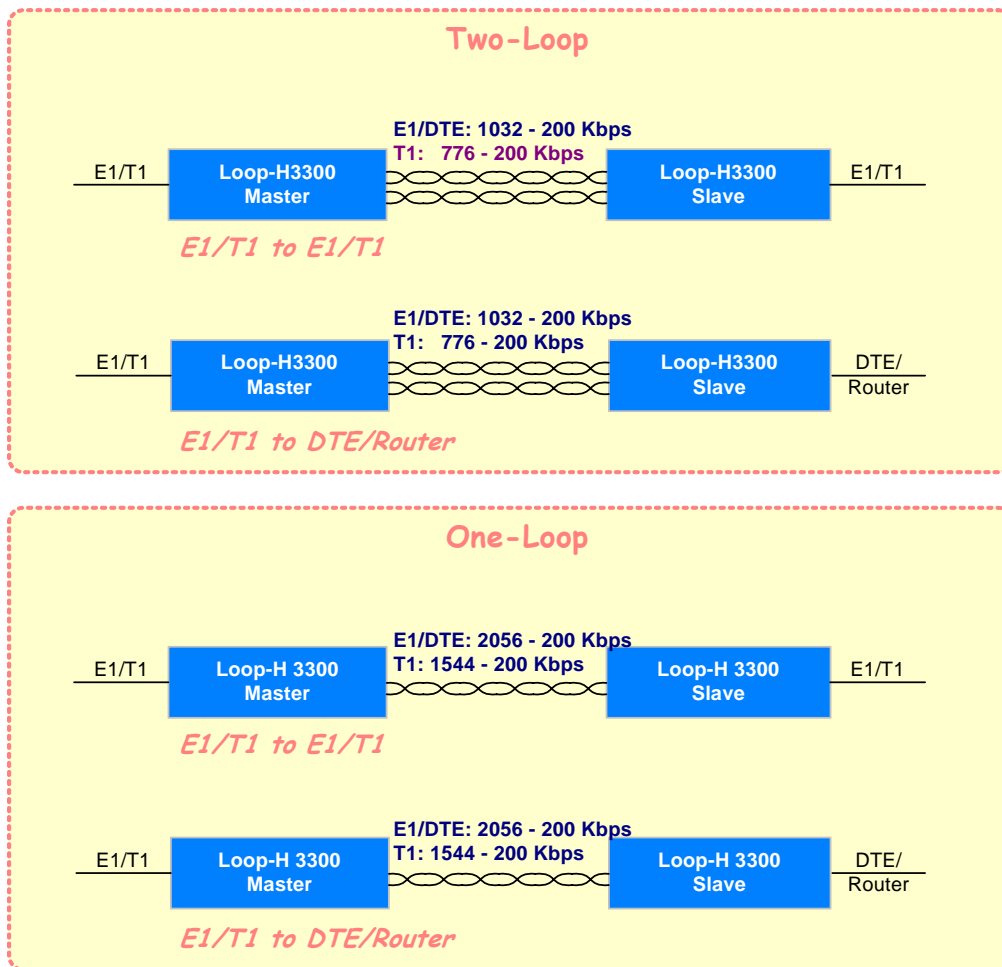 Two-Loop
E1/DTE: 1032 - 200 Kbps
T1: 776 - 200 Kbps
E1/T1
Loop-H3300
Master
Loop-H3300
Slave
E1/T1
E1/T1 to E1/T1
E1/DTE: 1032 - 200 Kbps
T1: 776 - 200 Kbps
E1/T1
Loop-H3300
Master
Loop-H3300
Slave
DTE/
Router
E1/T1 to DTE/Router
One-Loop
E1/DTE: 2056 - 200 Kbps
T1: 1544 - 200 Kbps
E1/T1
Loop-H 3300
Master
Loop-H 3300
Slave
E1/T1
E1/T1 to E1/T1
E1/DTE: 2056 - 200 Kbps
T1: 1544 - 200 Kbps
E1/T1
Loop-H 3300
Master
Loop-H 3300
Slave
DTE/
Router
E1/T1 to DTE/Router